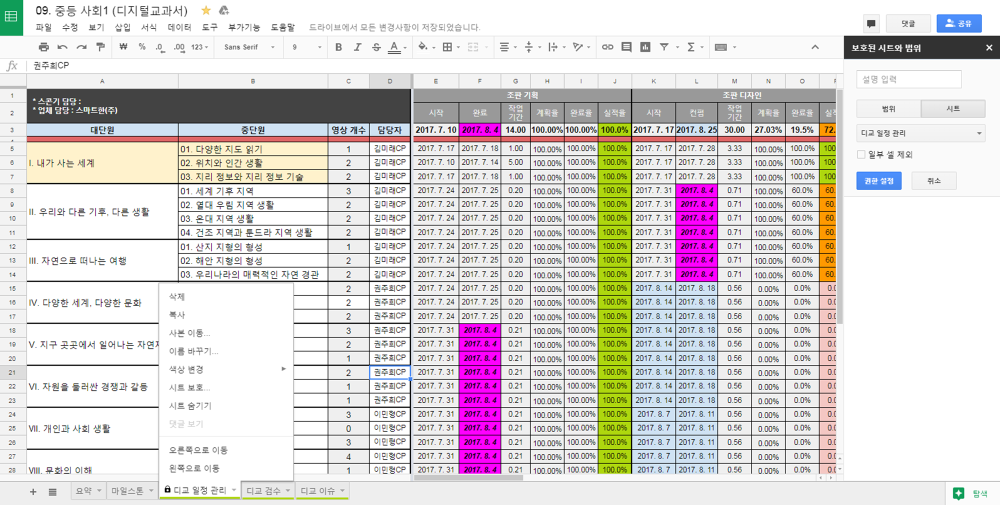 09. 중등 사회1 (디지털교과서)
파일 수정 보기 삽입 서식 데이터 도구 부가기능 도움말 드라이브에서 모든 변경사항이 저장되었습니다.
댓글 공유
₩ % .0 .00 123 Sans Serif 9 B I S A Σ
보호된 시트와 범위 ×
fx 권주희CP
설명 입력
범위 시트
디교 일정 관리
일부 셀 제외
권한 설정 취소
A B C D E F G H I J K L M N O
1 * 스콘기 담당 : 조판 기획 조판 디자인
2 * 업체 담당 : 스마트한(주) 시작 완료 작업 기간 계획율 완료율 실적율 시작 컨펌 작업 기간 계획율 완료율
3 대단원 중단원 영상 개수 담당자 2017. 7. 10 2017. 8. 4 14.00 100.00% 100.00% 100.0% 2017. 7. 17 2017. 8. 25 30.00 27.03% 19.5% 72.
5 01. 다양한 지도 읽기 1 김미래CP 2017. 7. 17 2017. 7. 18 1.00 100.00% 100.00% 100.0% 2017. 7. 17 2017. 7. 28 3.33 100.00% 100.0% 100
6 I. 내가 사는 세계 02. 위치와 인간 생활 2 김미래CP 2017. 7. 10 2017. 7. 14 5.00 100.00% 100.00% 100.0% 2017. 7. 17 2017. 7. 28 3.33 100.00% 100.0% 100
7 03. 지리 정보와 지리 정보 기술 2 김미래CP 2017. 7. 17 2017. 7. 18 1.00 100.00% 100.00% 100.0% 2017. 7. 17 2017. 7. 28 3.33 100.00% 100.0% 100
8 01. 세계 기후 지역 3 김미래CP 2017. 7. 24 2017. 7. 25 0.20 100.00% 100.00% 100.0% 2017. 7. 31 2017. 8. 4 0.71 100.00% 60.0% 60.
9 II. 우리와 다른 기후, 다른 생활 02. 열대 우림 지역 생활 2 김미래CP 2017. 7. 24 2017. 7. 25 0.20 100.00% 100.00% 100.0% 2017. 7. 31 2017. 8. 4 0.71 100.00% 60.0% 60.
10 03. 온대 지역 생활 2 김미래CP 2017. 7. 24 2017. 7. 25 0.20 100.00% 100.00% 100.0% 2017. 7. 31 2017. 8. 4 0.71 100.00% 60.0% 60.
11 04. 건조 지역과 툰드라 지역 생활 2 김미래CP 2017. 7. 24 2017. 7. 25 0.20 100.00% 100.00% 100.0% 2017. 7. 31 2017. 8. 4 0.71 100.00% 60.0% 60.
12 01. 산지 지형의 형성 1 김미래CP 2017. 7. 24 2017. 7. 25 0.20 100.00% 100.00% 100.0% 2017. 7. 31 2017. 8. 4 0.71 100.00% 60.0% 60.
13 III. 자연으로 떠나는 여행 02. 해안 지형의 형성 2 김미래CP 2017. 7. 24 2017. 7. 25 0.20 100.00% 100.00% 100.0% 2017. 7. 31 2017. 8. 4 0.71 100.00% 60.0% 60.
14 03. 우리나라의 매력적인 자연 경관 2 김미래CP 2017. 7. 24 2017. 7. 25 0.20 100.00% 100.00% 100.0% 2017. 7. 31 2017. 8. 4 0.71 100.00% 60.0% 60.
15 2 권주희CP 2017. 7. 24 2017. 7. 25 0.20 100.00% 100.00% 100.0% 2017. 8. 14 2017. 8. 18 0.56 0.00% 0.0% 0.0
16 IV. 다양한 세계, 다양한 문화 2 권주희CP 2017. 7. 24 2017. 7. 25 0.20 100.00% 100.00% 100.0% 2017. 8. 14 2017. 8. 18 0.56 0.00% 0.0% 0.0
17 2 권주희CP 2017. 7. 24 2017. 7. 25 0.20 100.00% 100.00% 100.0% 2017. 8. 14 2017. 8. 18 0.56 0.00% 0.0% 0.0
18 3 권주희CP 2017. 7. 31 2017. 8. 4 0.21 100.00% 100.00% 100.0% 2017. 8. 14 2017. 8. 18 0.56 0.00% 0.0% 0.0
19 V. 지구 곳곳에서 일어나는 2 권주희CP 2017. 7. 31 2017. 8. 4 0.21 100.00% 100.00% 100.0% 2017. 8. 14 2017. 8. 18 0.56 0.00% 0.0% 0.0
20 1 권주희CP 2017. 7. 31 2017. 8. 4 0.21 100.00% 100.00% 100.0% 2017. 8. 14 2017. 8. 18 0.56 0.00% 0.0% 0.0
21 2 권주희CP 2017. 7. 31 2017. 8. 4 0.21 100.00% 100.00% 100.0% 2017. 8. 14 2017. 8. 18 0.56 0.00% 0.0% 0.0
22 VI. 자원을 둘러싼 경쟁과 갈등 1 권주희CP 2017. 7. 31 2017. 8. 4 0.21 100.00% 100.00% 100.0% 2017. 8. 14 2017. 8. 18 0.56 0.00% 0.0% 0.0
23 1 권주희CP 2017. 7. 31 2017. 8. 4 0.21 100.00% 100.00% 100.0% 2017. 8. 14 2017. 8. 18 0.56 0.00% 0.0% 0.0
24 3 이민형CP 2017. 7. 31 2017. 8. 4 0.21 100.00% 100.00% 100.0% 2017. 8. 7 2017. 8. 11 0.56 0.00% 0.0% 0.0
25 VII. 개인과 사회 생활 0 이민형CP 2017. 7. 31 2017. 8. 4 0.21 100.00% 100.00% 100.0% 2017. 8. 7 2017. 8. 11 0.56 0.00% 0.0% 0.0
26 3 이민형CP 2017. 7. 31 2017. 8. 4 0.21 100.00% 100.00% 100.0% 2017. 8. 7 2017. 8. 11 0.56 0.00% 0.0% 0.0
27 4 이민형CP 2017. 7. 31 2017. 8. 4 0.21 100.00% 100.00% 100.0% 2017. 8. 7 2017. 8. 11 0.56 0.00% 0.0% 0.0
28 VIII. 문화의 이해 1 이민형CP 2017. 7. 31 2017. 8. 4 0.21 100.00% 100.00% 100.0% 2017. 8. 7 2017. 8. 11 0.56 0.00% 0.0% 0.0
삭제
복사
사본 이동...
이름 바꾸기...
색상 변경
시트 보호...
시트 숨기기
댓글 보기
오른쪽으로 이동
왼쪽으로 이동
+ 요약 마일스톤 디교 일정 관리 디교 검수 디교 이슈 탐색